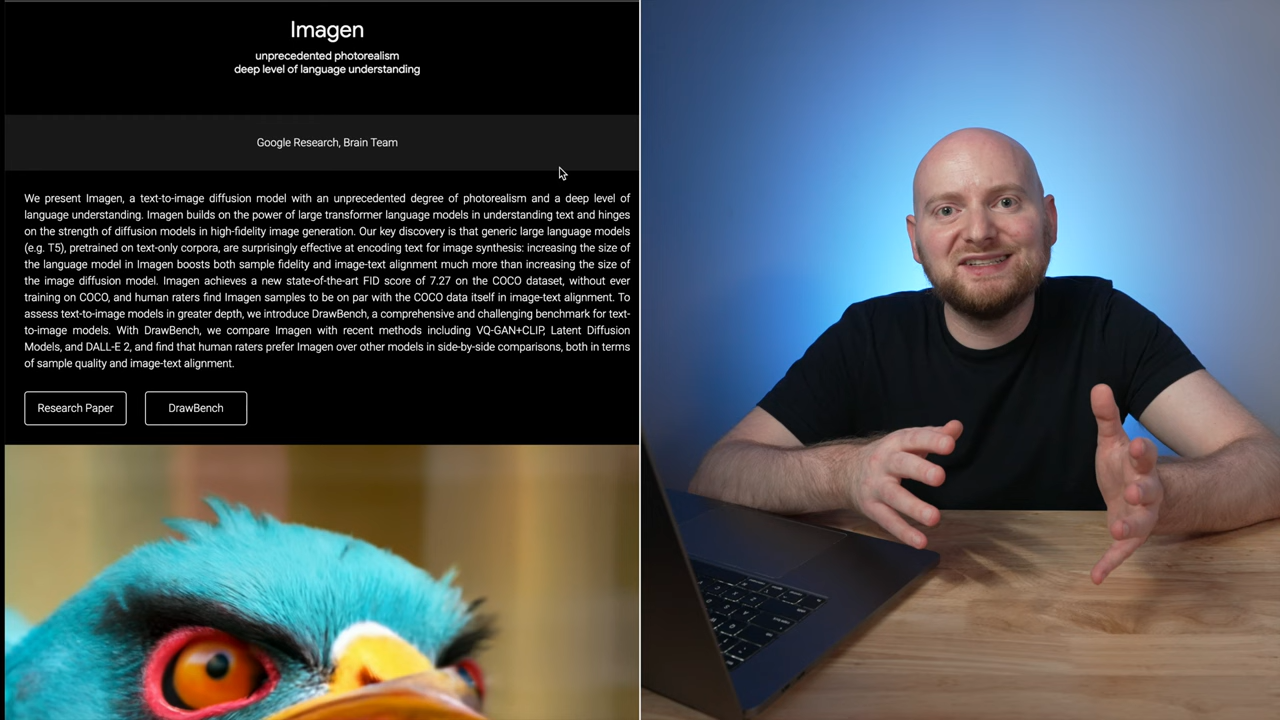 Imagen
unprecedented photorealism
deep level of language understanding
Google Research, Brain Team
We present Imagen, a text-to-image diffusion model with an unprecedented degree of photorealism and a deep level of
language understanding. Imagen builds on the power of large transformer language models in understanding text and hinges
on the strength of diffusion models in high-fidelity image generation. Our key discovery is that generic large language models
(e.g. T5), pretrained on text-only corpora, are surprisingly effective at encoding text for image synthesis: increasing the size of
the language model in Imagen boosts both sample fidelity and image-text alignment much more than increasing the size of
the image diffusion model. Imagen achieves a new state-of-the-art FID score of 7.27 on the COCO dataset, without ever
training on COCO, and human raters find Imagen samples to be on par with the COCO data itself in image-text alignment. To
assess text-to-image models in greater depth, we introduce DrawBench, a comprehensive and challenging benchmark for text-
to-image models. With DrawBench, we compare Imagen with recent methods including VQ-GAN+CLIP, Latent Diffusion
Models, and DALL-E 2, and find that human raters prefer Imagen over other models in side-by-side comparisons, both in terms
of sample quality and image-text alignment.
Research Paper
DrawBench